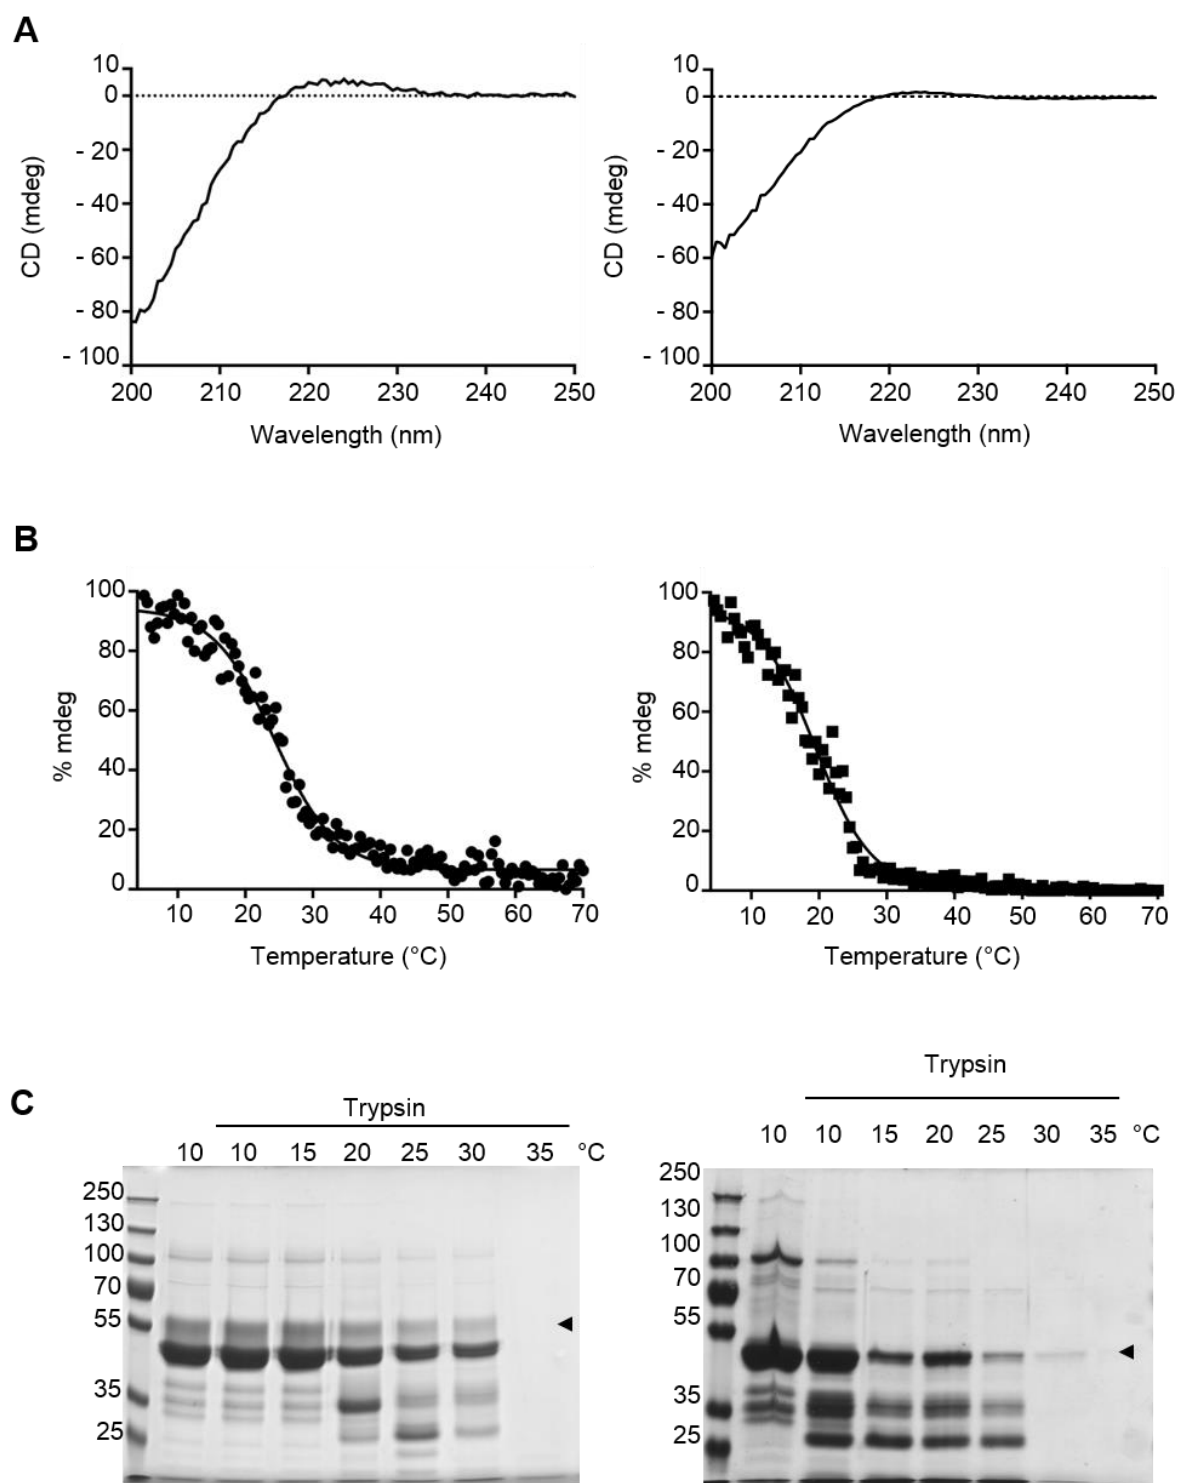 A
10
0
- 20
- 40
- 60
- 80
- 100
CD (mdeg)
200 210 220 230 240 250
Wavelength (nm)
10
0
- 20
- 40
- 60
- 80
- 100
CD (mdeg)
200 210 220 230 240 250
Wavelength (nm)
B
100
80
60
40
20
0
% mdeg
10 20 30 40 50 60 70
Temperature (°C)
100
80
60
40
20
0
% mdeg
10 20 30 40 50 60 70
Temperature (°C)
C
Trypsin
10 10 15 20 25 30 35 °C
250
130
100
70
55
35
25
Trypsin
10 10 15 20 25 30 35 °C
250
130
100
70
55
35
25